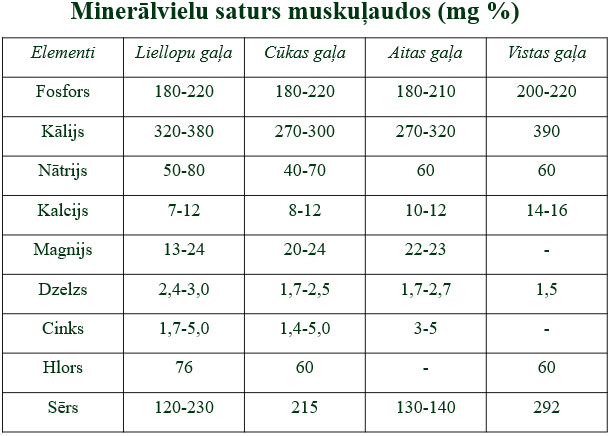 Minerālvielu saturs muskuļaudos (mg %)
Elementi Liellopu gaļa Cūkas gaļa Aitas gaļa Vistas gaļa
Fosfors 180-220 180-220 180-210 200-220
Kālijs 320-380 270-300 270-320 390
Nātrijs 50-80 40-70 60 60
Kalcijs 7-12 8-12 10-12 14-16
Magnijs 13-24 20-24 22-23 -
Dzelzs 2,4-3,0 1,7-2,5 1,7-2,7 1,5
Cinks 1,7-5,0 1,4-5,0 3-5 -
Hlors 76 60 - 60
Sērs 120-230 215 130-140 292